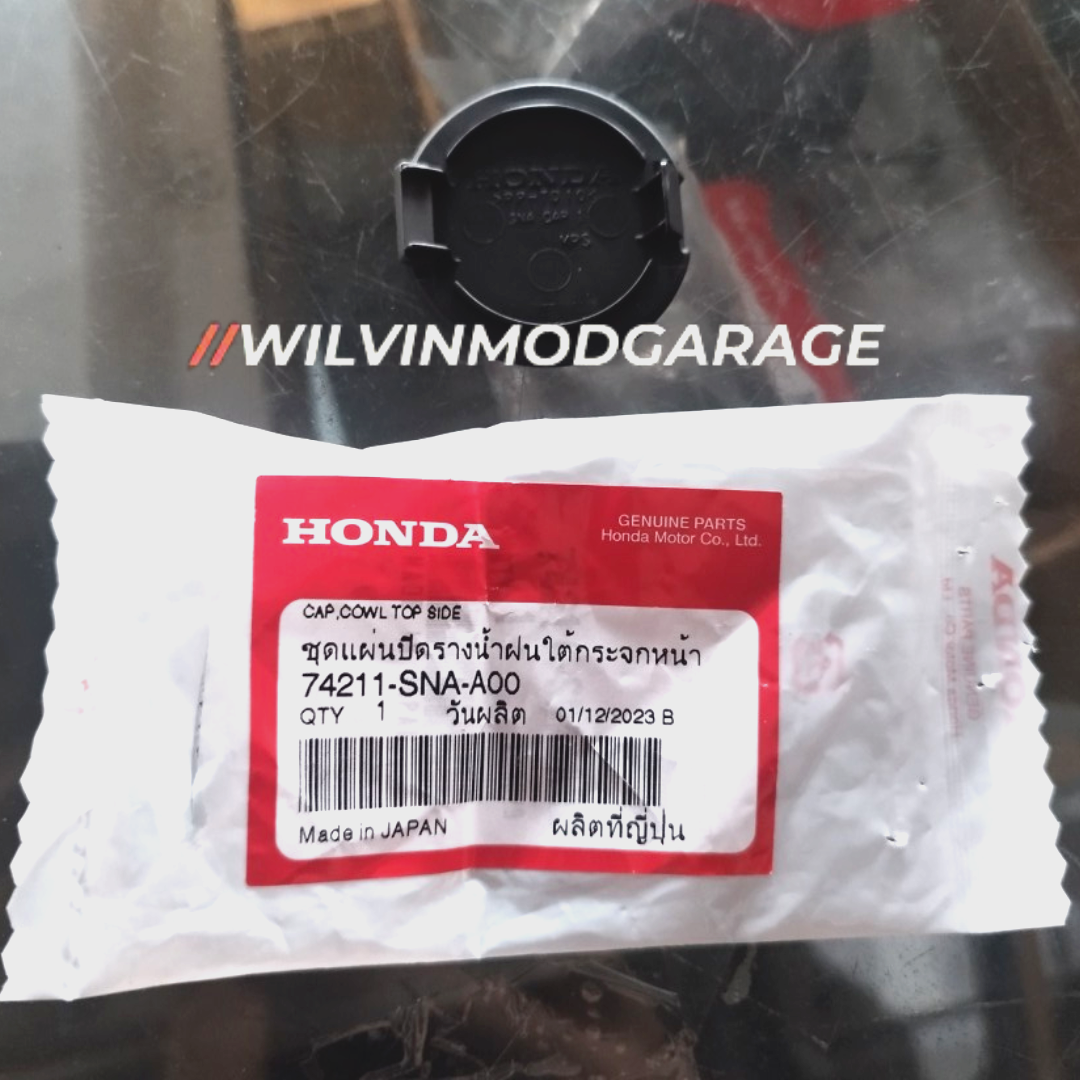 HONDA
SNA CAP
//WILVINMODGARAGE
HONDA
GENUINE PARTS
Honda Motor Co., Ltd.
CAP,COWL TOP SIDE
ชุดแผ่นปิดรางน้ำฝนใต้กระจกหน้า
74211-SNA-A00
QTY 1 วันผลิต 01/12/2023 B
Made in JAPAN ผลิตที่ญี่ปุ่น